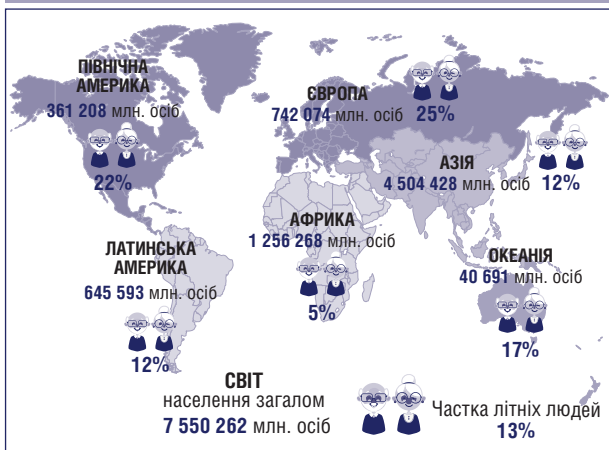 ПІВНІЧНА
АМЕРИКА
361 208 млн. осіб
22%
ЄВРОПА
742 074 млн. осіб
25%
АЗІЯ
4 504 428 млн. осіб
12%
АФРИКА
1 256 268 млн. осіб
5%
ЛАТИНСЬКА
АМЕРИКА
645 593 млн. осіб
12%
ОКЕАНІЯ
40 691 млн. осіб
17%
СВІТ
населення загалом
7 550 262 млн. осіб
Частка літніх людей
13%